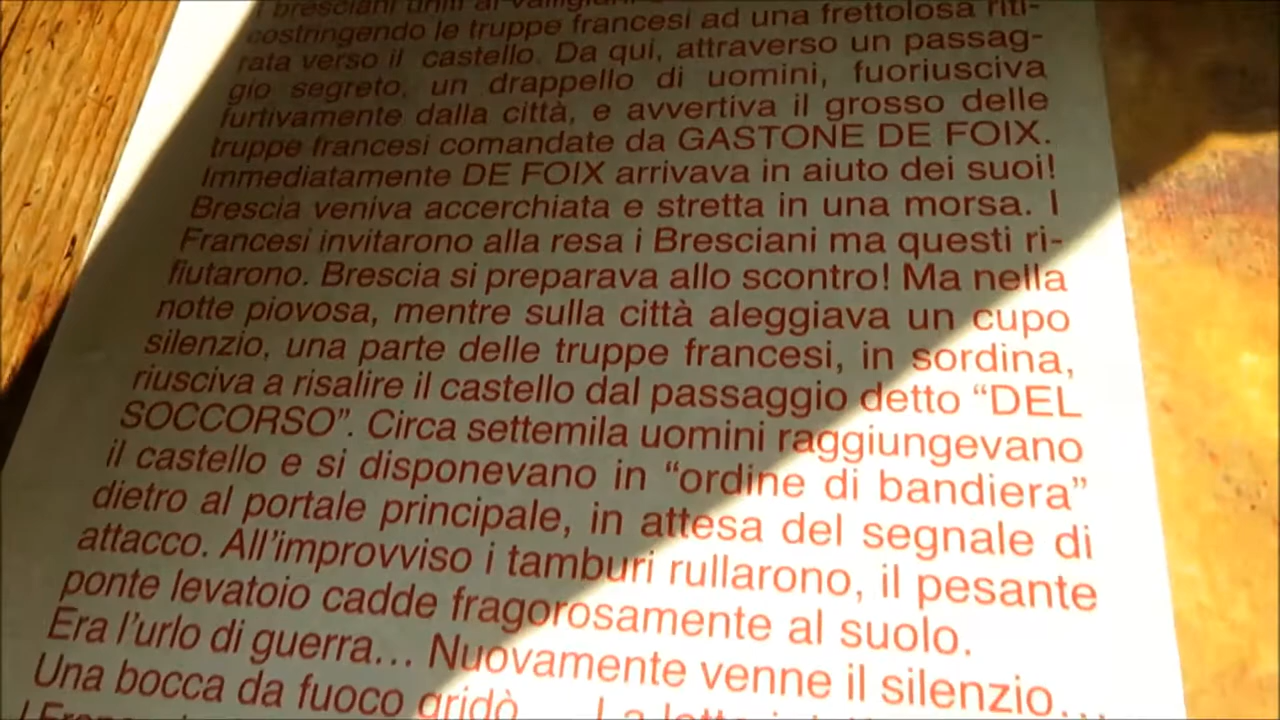 i bresciani uniti ai valligiani
costringendo le truppe francesi ad una frettolosa riti-
rata verso il castello. Da qui, attraverso un passag-
gio segreto, un drappello di uomini, fuoriusciva
furtivamente dalla città, e avvertiva il grosso delle
truppe francesi comandate da GASTONE DE FOIX.
Immediatamente DE FOIX arrivava in aiuto dei suoi!
Brescia veniva accerchiata e stretta in una morsa. I
Francesi invitarono alla resa i Bresciani ma questi ri-
fiutarono. Brescia si preparava allo scontro! Ma nella
notte piovosa, mentre sulla città aleggiava un cupo
silenzio, una parte delle truppe francesi, in sordina,
riusciva a risalire il castello dal passaggio detto “DEL
SOCCORSO”. Circa settemila uomini raggiungevano
il castello e si disponevano in “ordine di bandiera”
dietro al portale principale, in attesa del segnale di
attacco. All’improvviso i tamburi rullarono, il pesante
ponte levatoio cadde fragorosamente al suolo.
Era l’urlo di guerra... Nuovamente venne il silenzio...
Una bocca da fuoco gridò ... La lotta